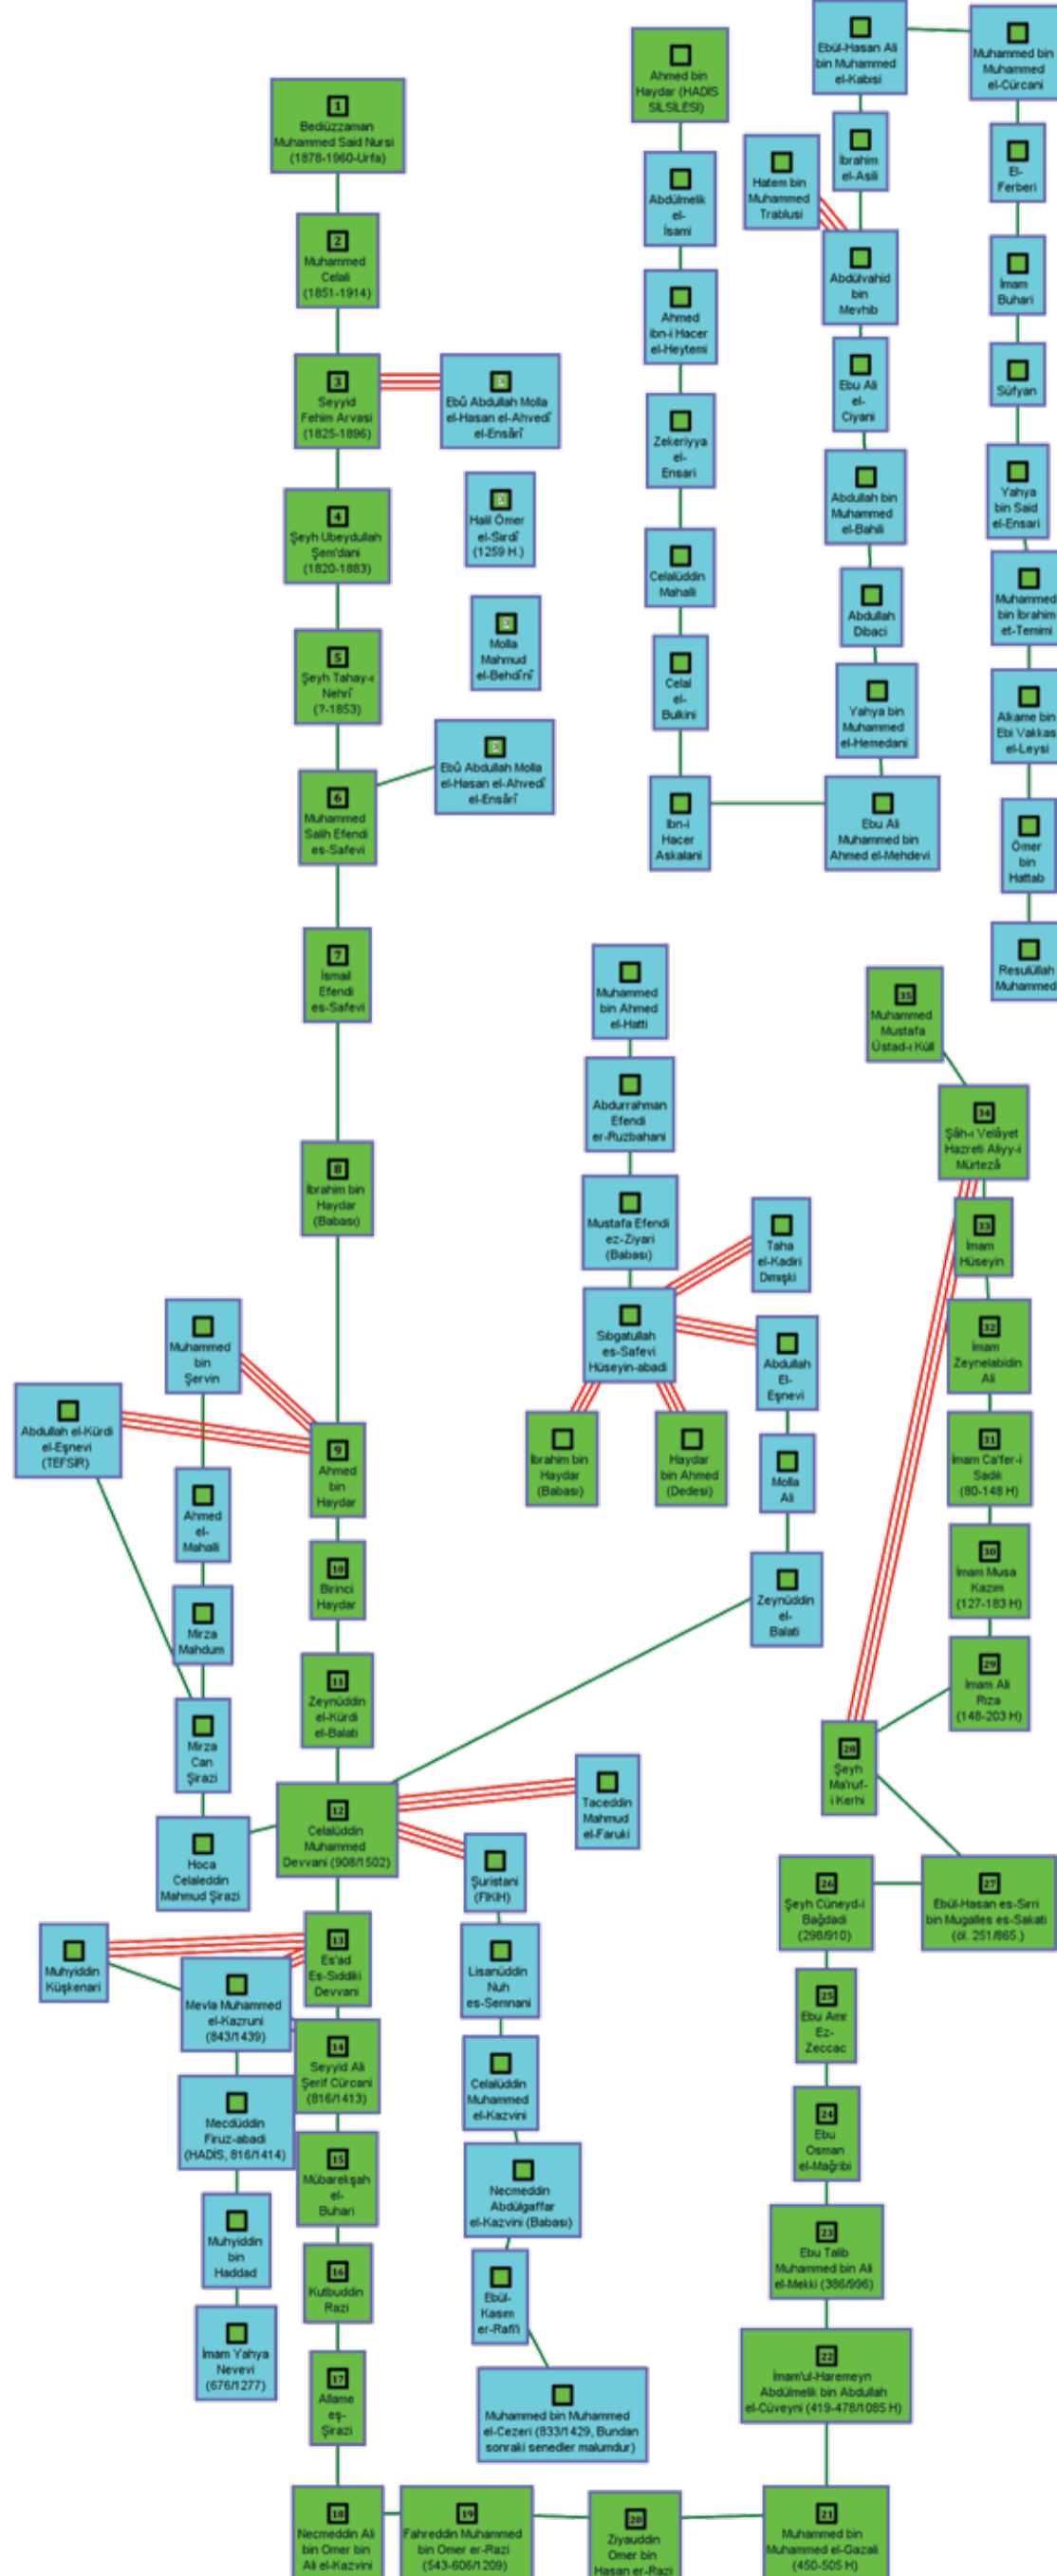 1
Bediüzzaman
Muhammed Said Nursi
(1878-1960-Urfa)
2
Muhammed
Celali
(1851-1914)
3
Seyyid
Fehim Arvasi
(1825-1896)
Ebû Abdullah Molla
el-Hasan el-Ahvedî
el-Ensârî
4
Şeyh Ubeydullah
Şem'dani
(1820-1883)
Halil Ömer
el-Sirdî
(1259 H.)
5
Şeyh Tahay-ı
Nehrî
(?-1853)
Molla
Mahmud
el-Behdînî
6
Muhammed
Salih Efendi
es-Safevi
Ebû Abdullah Molla
el-Hasan el-Ahvedî
el-Ensârî
7
İsmail
Efendi
es-Safevi
8
İbrahim bin
Haydar
(Babası)
Muhammed
bin
Şervin
Abdullah el-Kürdi
el-Eşnevi
(TEFSİR)
9
Ahmed
bin
Haydar
Ahmed
el-
Mahalli
10
Birinci
Haydar
Mirza
Mahdum
11
Zeynüddin
el-Kürdi
el-Balati
Mirza
Can
Şirazi
12
Celalüddin
Muhammed
Devvani (908/1502)
Hoca
Celaleddin
Mahmud Şirazi
Taceddin
Mahmud
el-Faruki
Şuristani
(FIKIH)
13
Es'ad
Es-Sıddiki
Devvani
Muhyiddin
Küşkenari
Mevla Muhammed
el-Kazruni
(843/1439)
Lisanüddin
Nuh
es-Semnani
14
Seyyid Ali
Şerif Cürcani
(816/1413)
Mecdüddin
Firuz-abadi
(HADİS, 816/1414)
Celalüddin
Muhammed
el-Kazvini
15
Mübarekşah
el-
Buhari
Necmeddin
Abdülgaffar
el-Kazvini (Babası)
Muhyiddin
bin
Haddad
16
Kutbuddin
Razi
Ebül-
Kasım
er-Rafi'i
İmam Yahya
Nevevi
(676/1277)
17
Allame
eş-
Şirazi
Muhammed bin Muhammed
el-Cezeri (833/1429, Bundan
sonraki senedler malumdur)
18
Necmeddin Ali
bin Omer bin
Ali el-Kazvini
19
Fahreddin Muhammed
bin Omer er-Razi
(543-606/1209)
20
Ziyauddin
Omer bin
Hasan er-Razi
21
Muhammed bin
Muhammed el-Gazali
(450-505 H)
22
İmam'ul-Haremeyn
Abdülmelik bin Abdullah
el-Cüveyni (419-478/1085 H)
23
Ebu Talib
Muhammed bin Ali
el-Mekki (386/996)
24
Ebu
Osman
el-Mağribi
25
Ebu Amr
Ez-
Zeccac
26
Şeyh Cüneyd-i
Bağdadi
(298/910)
27
Ebül-Hasan es-Sırri
bin Mugalles es-Sakati
(öl. 251/865.)
28
Şeyh
Ma'ruf-
i Kerhi
29
İmam Ali
Rıza
(148-203 H)
30
İmam Musa
Kazım
(127-183 H)
31
İmam Ca'fer-i
Sadık
(80-148 H)
32
İmam
Zeynelabidin
Ali
33
İmam
Hüseyin
34
Şâh-ı Velâyet
Hazreti Aliyy-i
Mürtezâ
35
Muhammed
Mustafa
Üstad-ı Küll
Muhammed
bin Ahmed
el-Hatti
Abdurrahman
Efendi
er-Ruzbahani
Mustafa Efendi
ez-Ziyari
(Babası)
Taha
el-Kadiri
Dımışki
Sıbgatullah
es-Safevi
Hüseyin-abadi
Abdullah
El-
Eşnevi
İbrahim bin
Haydar
(Babası)
Haydar
bin Ahmed
(Dedesi)
Molla
Ali
Zeynüddin
el-
Balati
Ahmed bin
Haydar (HADİS
SİLSİLESİ)
Abdülmelik
el-
İsami
Ahmed
ibn-i Hacer
el-Heytemi
Zekeriyya
el-
Ensari
Celalüddin
Mahalli
Celal
el-
Bulkini
Ibn-i
Hacer
Askalani
Ebu Ali
Muhammed bin
Ahmed el-Mehdevi
Yahya bin
Muhammed
el-Hemedani
Abdullah
Dibaci
Abdullah bin
Muhammed
el-Bahili
Ebu Ali
el-
Ciyani
Abdülvahid
bin
Mevhib
Hatem bin
Muhammed
Trablusi
İbrahim
el-Asili
Ebül-Hasan Ali
bin Muhammed
el-Kabısi
Muhammed bin
Muhammed
el-Cürcani
El-
Ferberi
İmam
Buhari
Süfyan
Yahya
bin Said
el-Ensari
Muhammed
bin İbrahim
et-Temimi
Alkame bin
Ebi Vakkas
el-Leysi
Ömer
bin
Hattab
Resulüllah
Muhammed